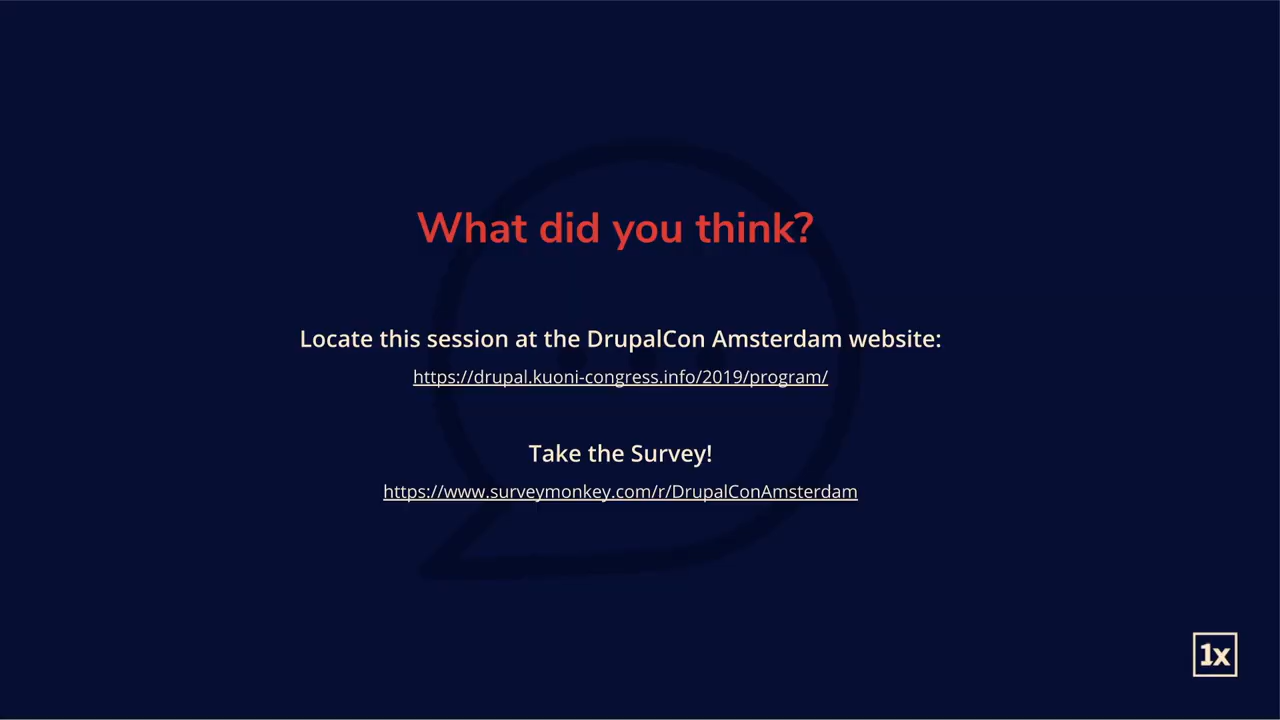 What did you think?
Locate this session at the DrupalCon Amsterdam website:
https://drupal.kuoni-congress.info/2019/program/
Take the Survey!
https://www.surveymonkey.com/r/DrupalConAmsterdam
1x